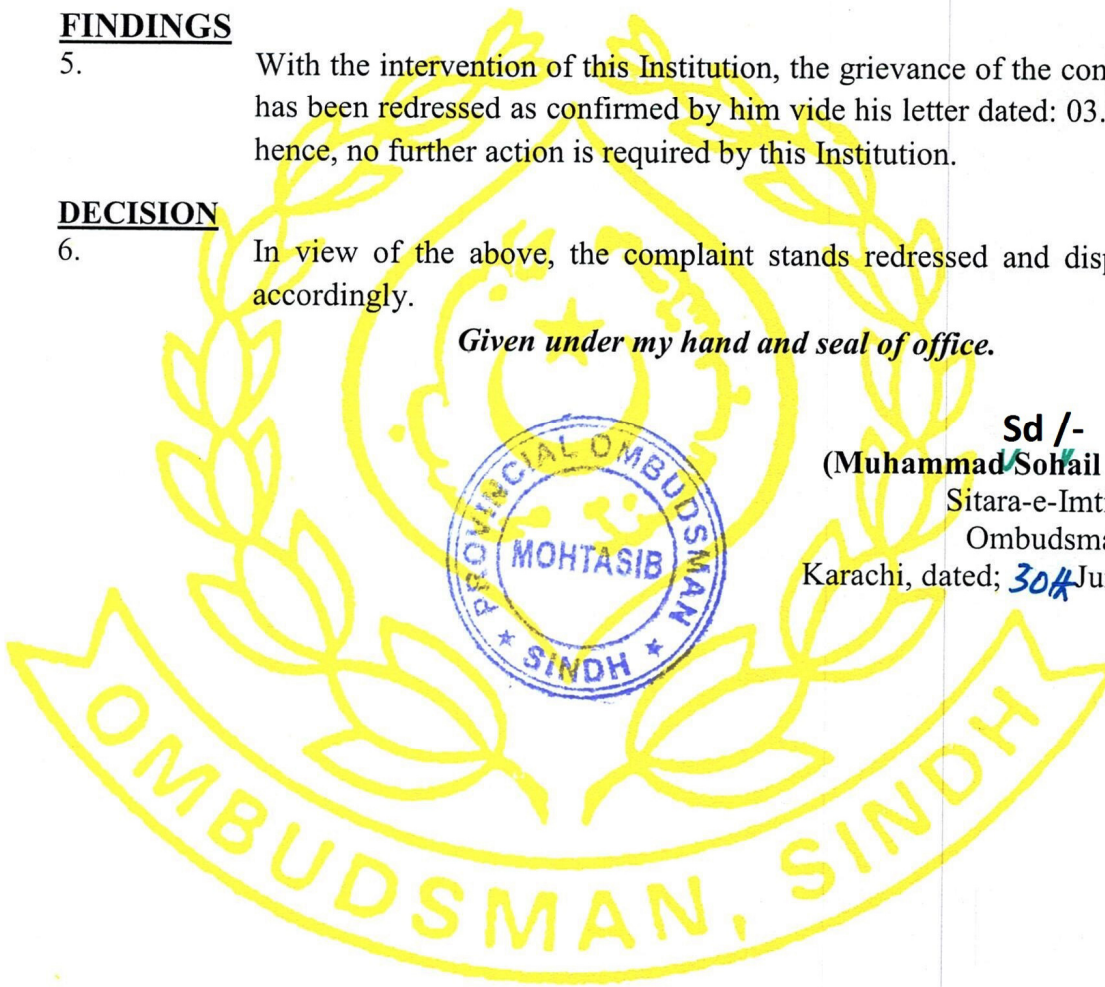 FINDINGS
5. With the intervention of this Institution, the grievance of the con
has been redressed as confirmed by him vide his letter dated: 03.
hence, no further action is required by this Institution.
DECISION
6. In view of the above, the complaint stands redressed and disp
accordingly.
Given under my hand and seal of office.
Sd /-
(Muhammad Sohail
Sitara-e-Imt
Ombudsma
Karachi, dated; 30th Ju
PROVINCIAL OMBUDSMAN
MOHTASIB
★ SINDH ★
OMBUDSMAN, SINDH